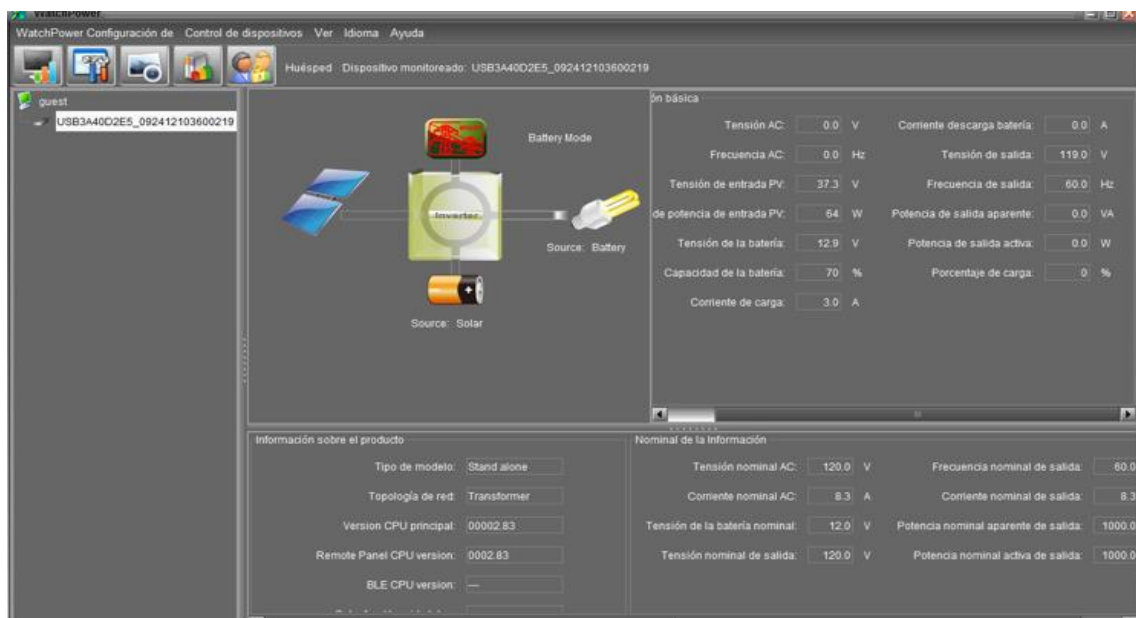 WatchPower
WatchPower Configuración de Control de dispositivos Ver Idioma Ayuda
Huésped Dispositivo monitoreado: USB3A40D2E5_092412103600219
guest
USB3A40D2E5_092412103600219
Battery Mode
Inverter
Source: Battery
Source: Solar
ón básica
Tensión AC: 0.0 V Corriente descarga batería: 0.0 A
Frecuencia AC: 0.0 Hz Tensión de salida: 119.0 V
Tensión de entrada PV: 37.3 V Frecuencia de salida: 60.0 Hz
de potencia de entrada PV: 64 W Potencia de salida aparente: 0.0 VA
Tensión de la batería: 12.9 V Potencia de salida activa: 0.0 W
Capacidad de la batería: 70 % Porcentaje de carga: 0 %
Corriente de carga: 3.0 A
Información sobre el producto
Tipo de modelo: Stand alone
Topología de red: Transformer
Version CPU principal: 00002.83
Remote Panel CPU version: 0002.83
BLE CPU version: ---
Nominal de la Información
Tensión nominal AC: 120.0 V Frecuencia nominal de salida: 60.0
Corriente nominal AC: 8.3 A Corriente nominal de salida: 8.3
Tensión de la batería nominal: 12.0 V Potencia nominal aparente de salida: 1000.0
Tensión nominal de salida: 120.0 V Potencia nominal activa de salida: 1000.0